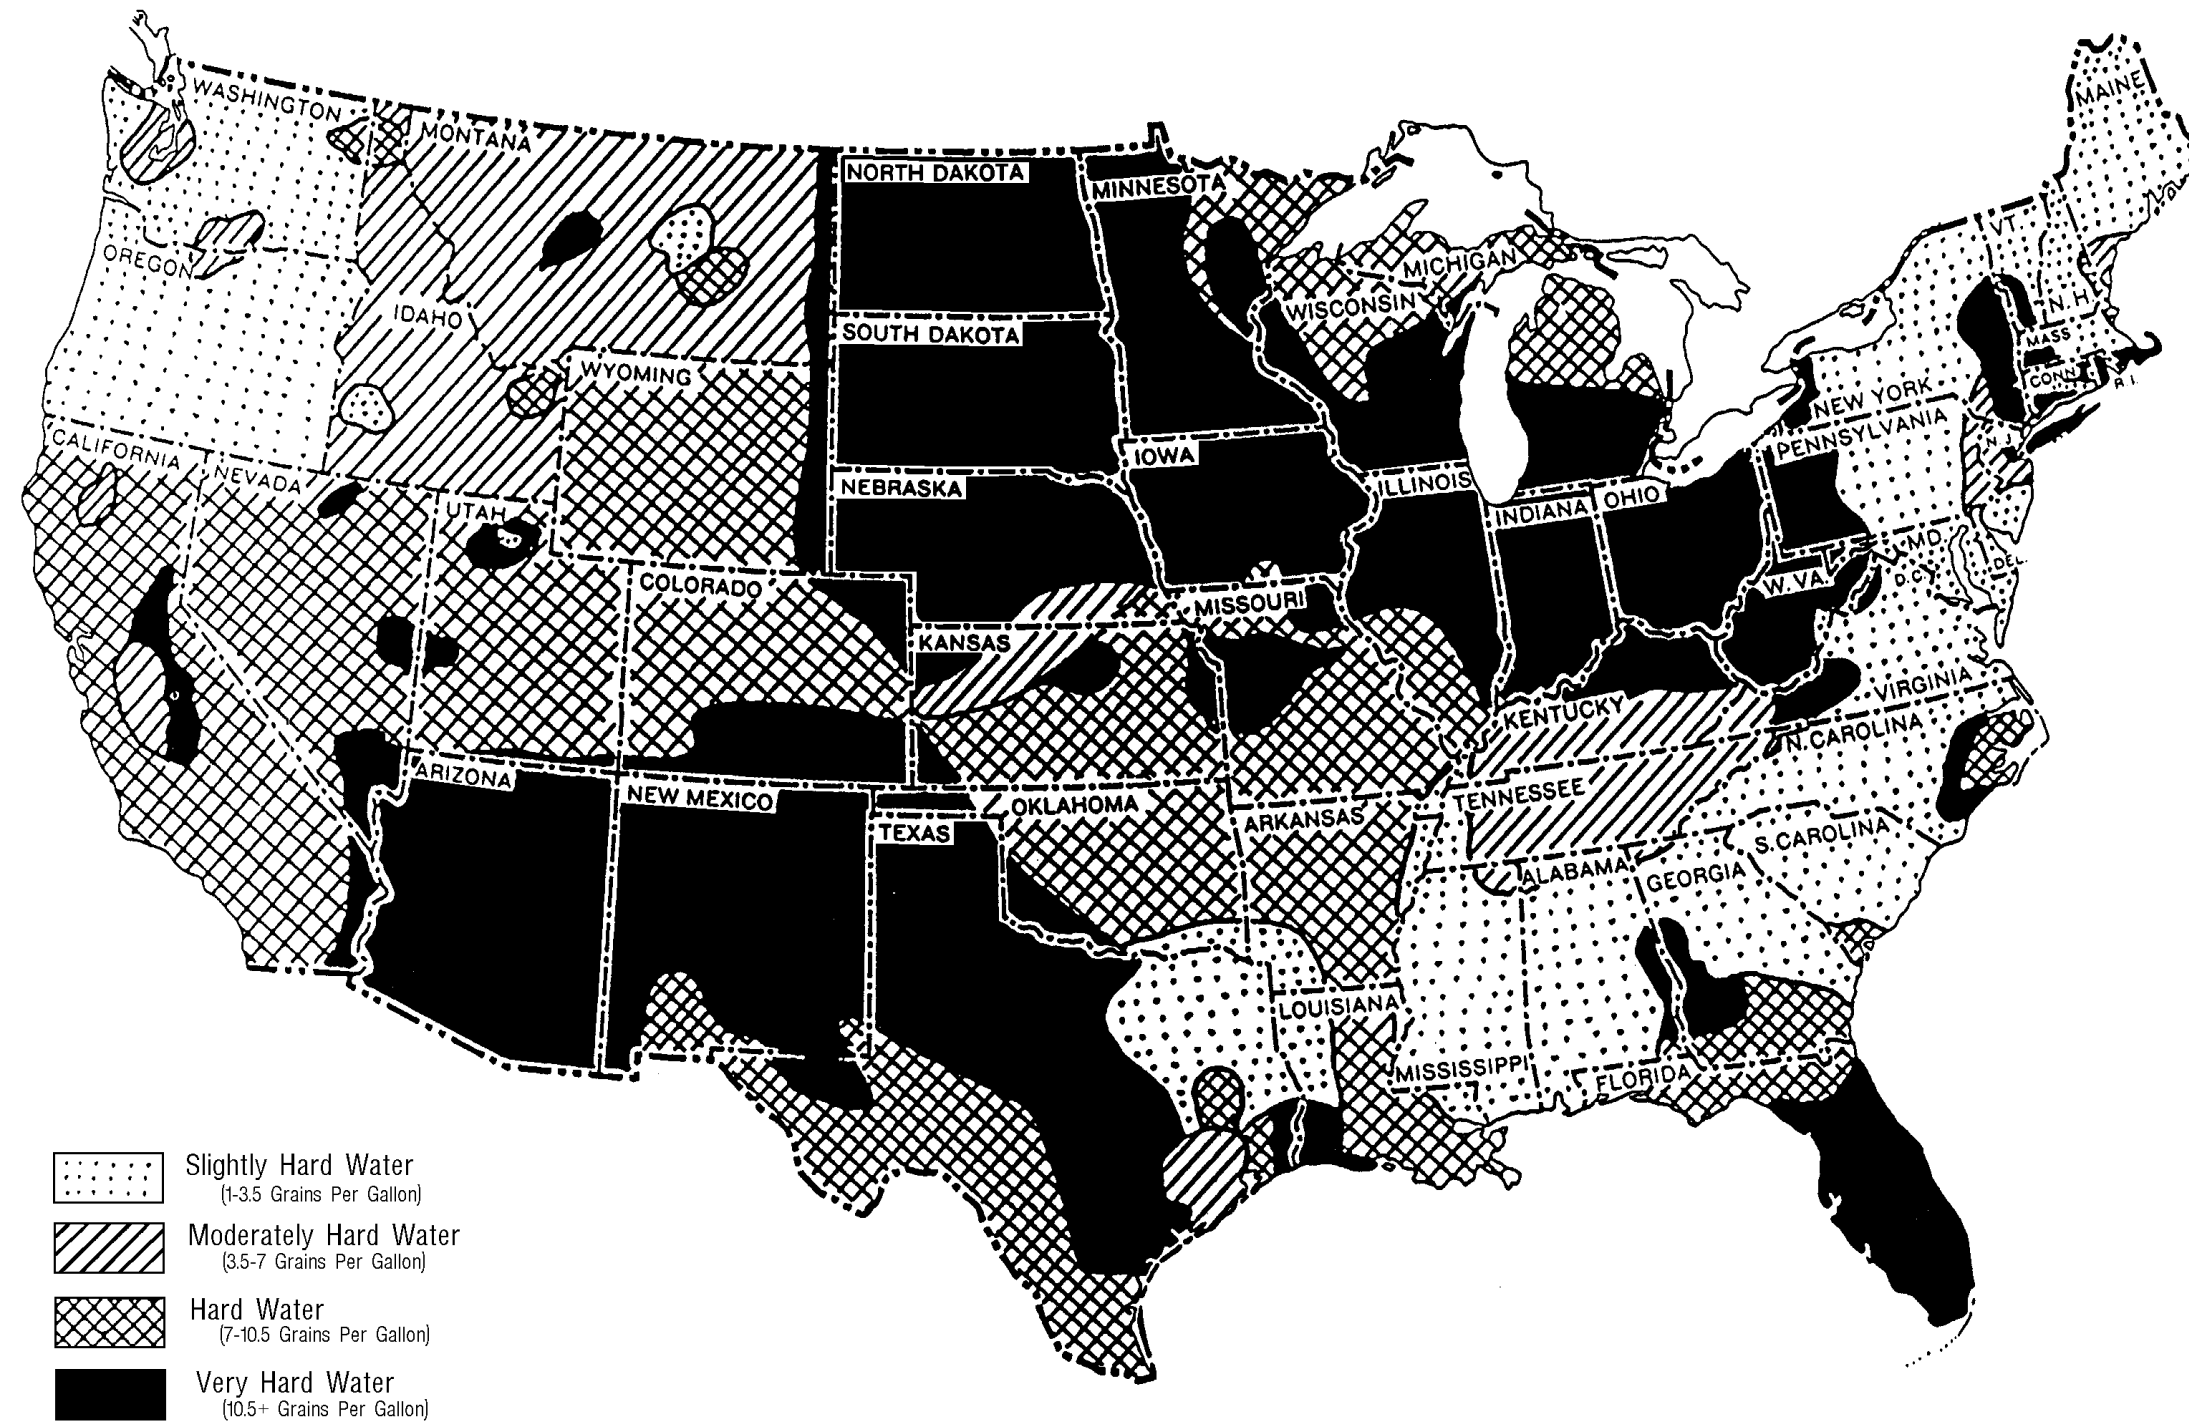 WASHINGTON
MONTANA
MAINE
NORTH DAKOTA
MINNESOTA
VT.
OREGON
MICHIGAN
IDAHO
WISCONSIN
N.H.
SOUTH DAKOTA
MASS
WYOMING
CONN
R.I.
NEW YORK
CALIFORNIA
PENNSYLVANIA
NEVADA
IOWA
N.J.
NEBRASKA
ILLINOIS
UTAH
INDIANA
OHIO
MD.
DEL.
COLORADO
D.C.
W.VA.
MISSOURI
KANSAS
VIRGINIA
KENTUCKY
N.CAROLINA
ARIZONA
NEW MEXICO
OKLAHOMA
TENNESSEE
TEXAS
ARKANSAS
S.CAROLINA
ALABAMA
GEORGIA
LOUISIANA
MISSISSIPPI
FLORIDA
Slightly Hard Water
(1-3.5 Grains Per Gallon)
Moderately Hard Water
(3.5-7 Grains Per Gallon)
Hard Water
(7-10.5 Grains Per Gallon)
Very Hard Water
(10.5+ Grains Per Gallon)